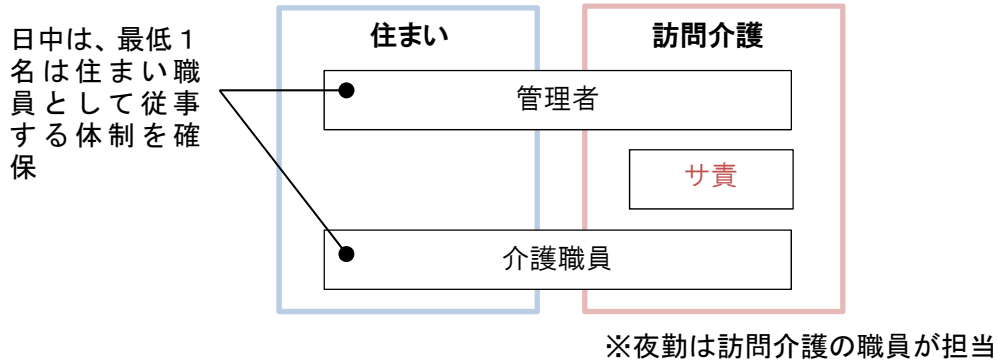 日中は、最低１
名は住まい職
員として従事
する体制を確
保
住まい
訪問介護
管理者
サ責
介護職員
※夜勤は訪問介護の職員が担当